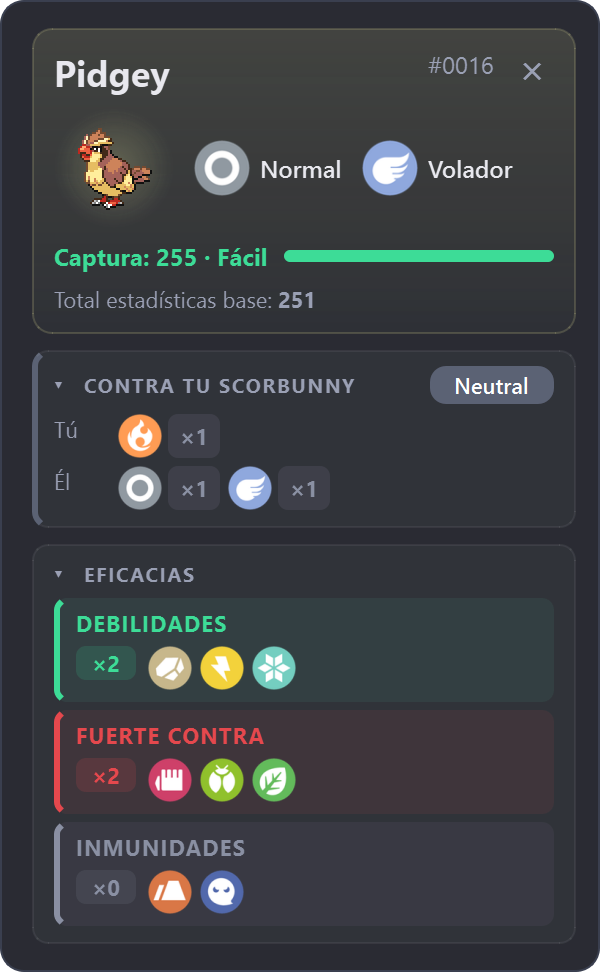 Pidgey
#0016 ×
Normal Volador
Captura: 255 · Fácil
Total estadísticas base: 251
▾ CONTRA TU SCORBUNNY Neutral
Tú ×1
Él ×1 ×1
▾ EFICACIAS
DEBILIDADES
×2
FUERTE CONTRA
×2
INMUNIDADES
×0